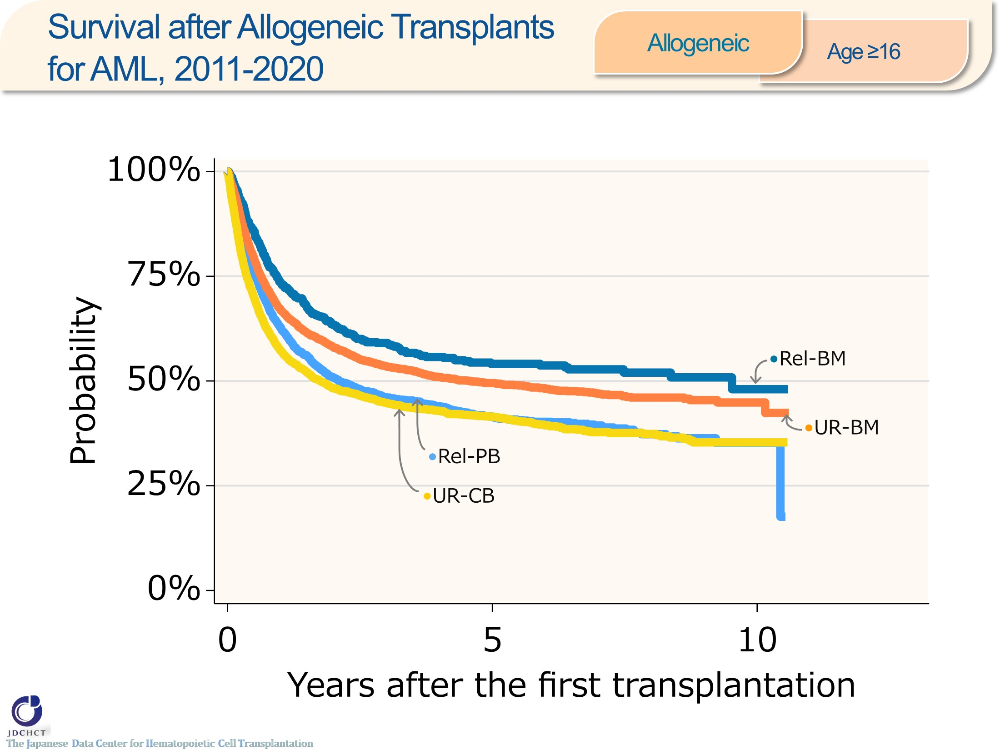 Survival after Allogeneic Transplants
for AML, 2011-2020
Allogeneic
Age ≥16
100%
75%
50%
25%
0%
Probability
Rel-BM
UR-BM
Rel-PB
UR-CB
0
5
10
Years after the first transplantation
JDCHCT
The Japanese Data Center for Hematopoietic Cell Transplantation